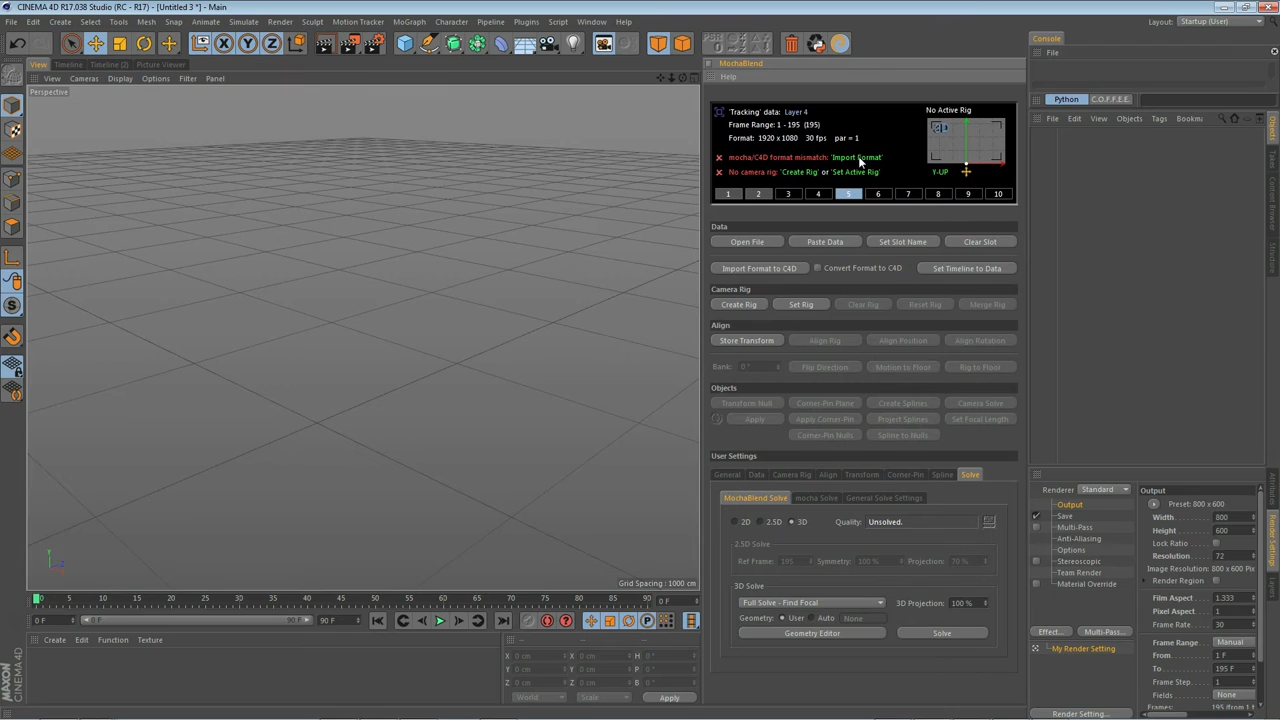 CINEMA 4D R17.038 Studio (RC - R17) - [Untitled 3 *] - Main
File Edit Create Select Tools Mesh Snap Animate Simulate Render Sculpt Motion Tracker MoGraph Character Pipeline Plugins Script Window Help Layout: Startup (User)
View Timeline Timeline (2) Picture Viewer
View Cameras Display Options Filter Panel
Perspective
MochaBlend
Help
'Tracking' data: Layer 4
No Active Rig
Frame Range: 1 - 195 (195)
3D
Format: 1920 x 1080 30 fps par = 1
mocha/C4D format mismatch: 'Import Format'
No camera rig: 'Create Rig' or 'Set Active Rig'
Y-UP
1 2 3 4 5 6 7 8 9 10
Data
Open File Paste Data Set Slot Name Clear Slot
Import Format to C4D Convert Format to C4D Set Timeline to Data
Camera Rig
Create Rig Set Rig Clear Rig Reset Rig Merge Rig
Align
Store Transform Align Rig Align Position Align Rotation
Bank: 0 ° Flip Direction Motion to Floor Rig to Floor
Objects
Transform Null Corner-Pin Plane Create Splines Camera Solve
Apply Apply Corner-Pin Project Splines Set Focal Length
Corner-Pin Nulls Spline to Nulls
User Settings
General Data Camera Rig Align Transform Corner-Pin Spline Solve
MochaBlend Solve mocha Solve General Solve Settings
2D 2.5D 3D Quality: Unsolved.
2.5D Solve
Ref Frame: 195 Symmetry: 100 % Projection: 70 %
3D Solve
Full Solve - Find Focal 3D Projection: 100 %
Geometry: User Auto None
Geometry Editor Solve
Console
File
Python C.O.F.F.E.E.
File Edit View Objects Tags Bookm
Objects
Content Browser
Structure
Attributes
Render Settings
Layers
Renderer Standard
Output
Save
Multi-Pass
Anti-Aliasing
Options
Stereoscopic
Team Render
Material Override
Effect... Multi-Pass...
My Render Setting
Render Setting...
Output
Preset: 800 x 600
Width 800
Height 600
Lock Ratio
Resolution 72
Image Resolution: 800 x 600 Pix
Render Region
Film Aspect 1.333
Pixel Aspect 1
Frame Rate 30
Frame Range Manual
From 1 F
To 195 F
Frame Step 1
Fields None
Frames: 195 (from 1
Y
Z
Grid Spacing : 1000 cm
0 5 10 15 20 25 30 35 40 45 50 55 60 65 70 75 80 85 90 0 F
0 F 0 F 90 F 90 F
Create Edit Function Texture
X 0 cm X 0 cm H 0 °
Y 0 cm Y 0 cm P 0 °
Z 0 cm Z 0 cm B 0 °
World Scale Apply
MAXON CINEMA 4D